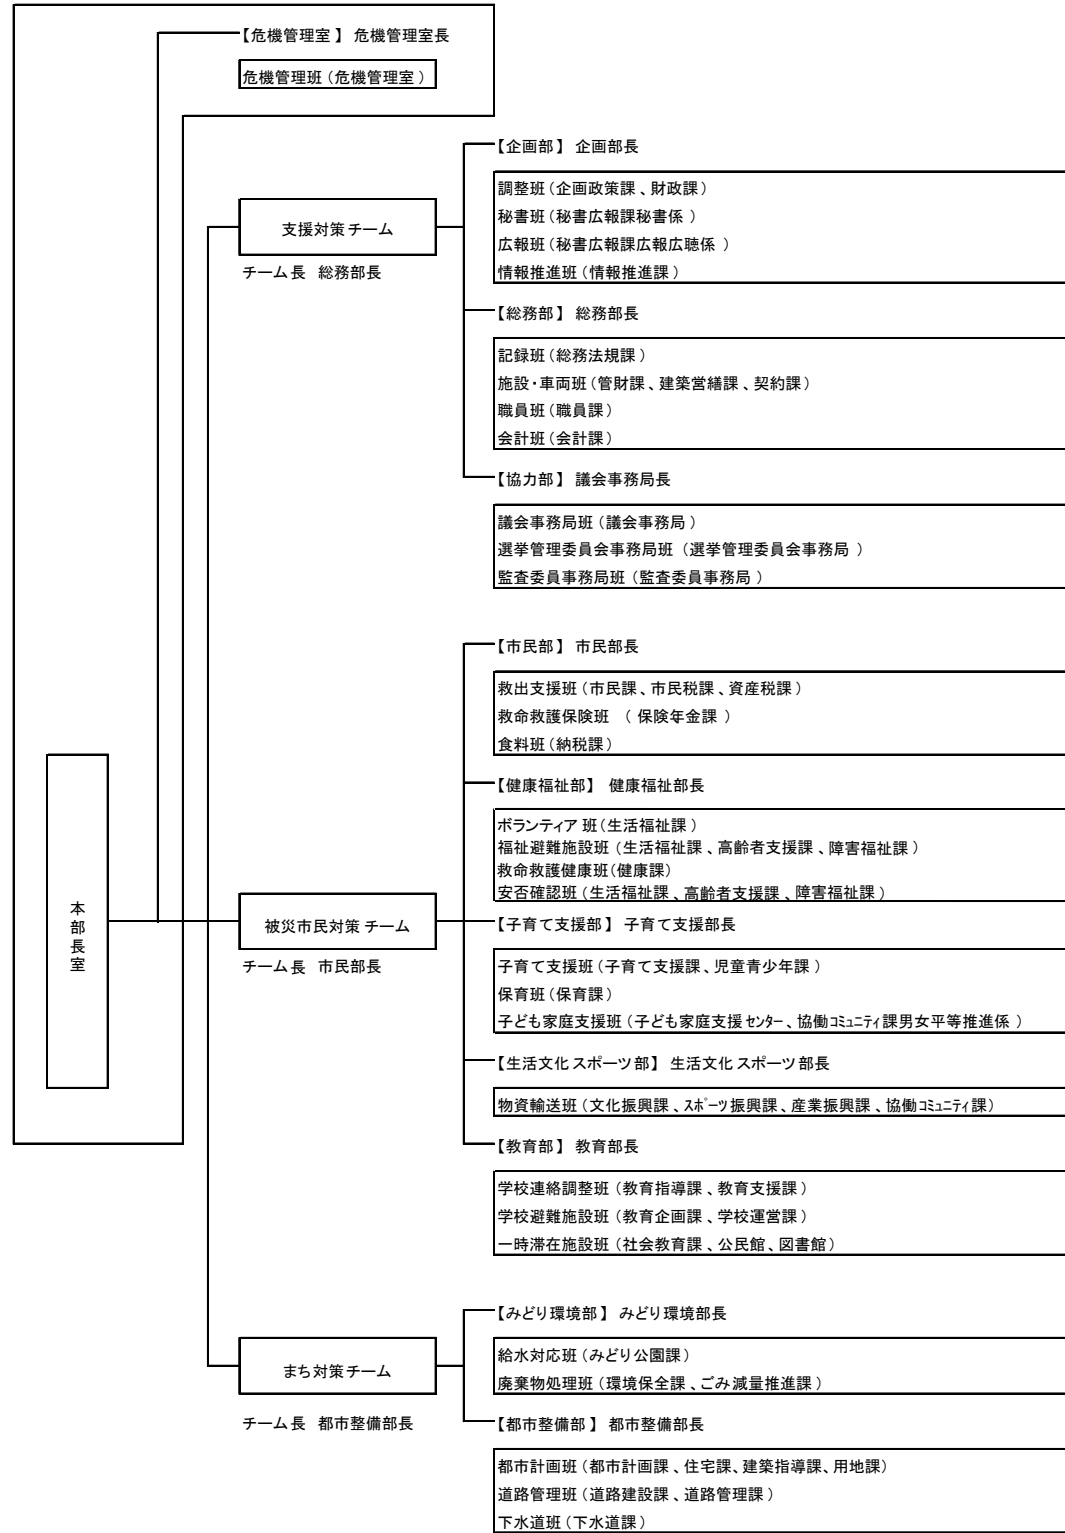 【危機管理室】 危機管理室長
危機管理班（危機管理室）
【企画部】 企画部長
調整班（企画政策課、財政課）
秘書班（秘書広報課秘書係）
広報班（秘書広報課広報広聴係）
情報推進班（情報推進課）
支援対策チーム
チーム長 総務部長
【総務部】 総務部長
記録班（総務法規課）
施設・車両班（管財課、建築営繕課、契約課）
職員班（職員課）
会計班（会計課）
【協力部】 議会事務局長
議会事務局班（議会事務局）
選挙管理委員会事務局班（選挙管理委員会事務局）
監査委員事務局班（監査委員事務局）
【市民部】 市民部長
救出支援班（市民課、市民税課、資産税課）
救命救護保険班 （保険年金課）
食料班（納税課）
【健康福祉部】 健康福祉部長
ボランティア班（生活福祉課）
福祉避難施設班（生活福祉課、高齢者支援課、障害福祉課）
救命救護健康班(健康課)
安否確認班（生活福祉課、高齢者支援課、障害福祉課）
本部長室
被災市民対策チーム
チーム長 市民部長
【子育て支援部】 子育て支援部長
子育て支援班（子育て支援課、児童青少年課）
保育班（保育課）
子ども家庭支援班（子ども家庭支援センター、協働コミュニティ課男女平等推進係）
【生活文化スポーツ部】 生活文化スポーツ部長
物資輸送班（文化振興課、スポーツ振興課、産業振興課、協働コミュニティ課）
【教育部】 教育部長
学校連絡調整班（教育指導課、教育支援課）
学校避難施設班（教育企画課、学校運営課）
一時滞在施設班（社会教育課、公民館、図書館）
【みどり環境部】 みどり環境部長
給水対応班（みどり公園課）
廃棄物処理班（環境保全課、ごみ減量推進課）
まち対策チーム
チーム長 都市整備部長
【都市整備部】 都市整備部長
都市計画班（都市計画課、住宅課、建築指導課、用地課）
道路管理班（道路建設課、道路管理課）
下水道班（下水道課）